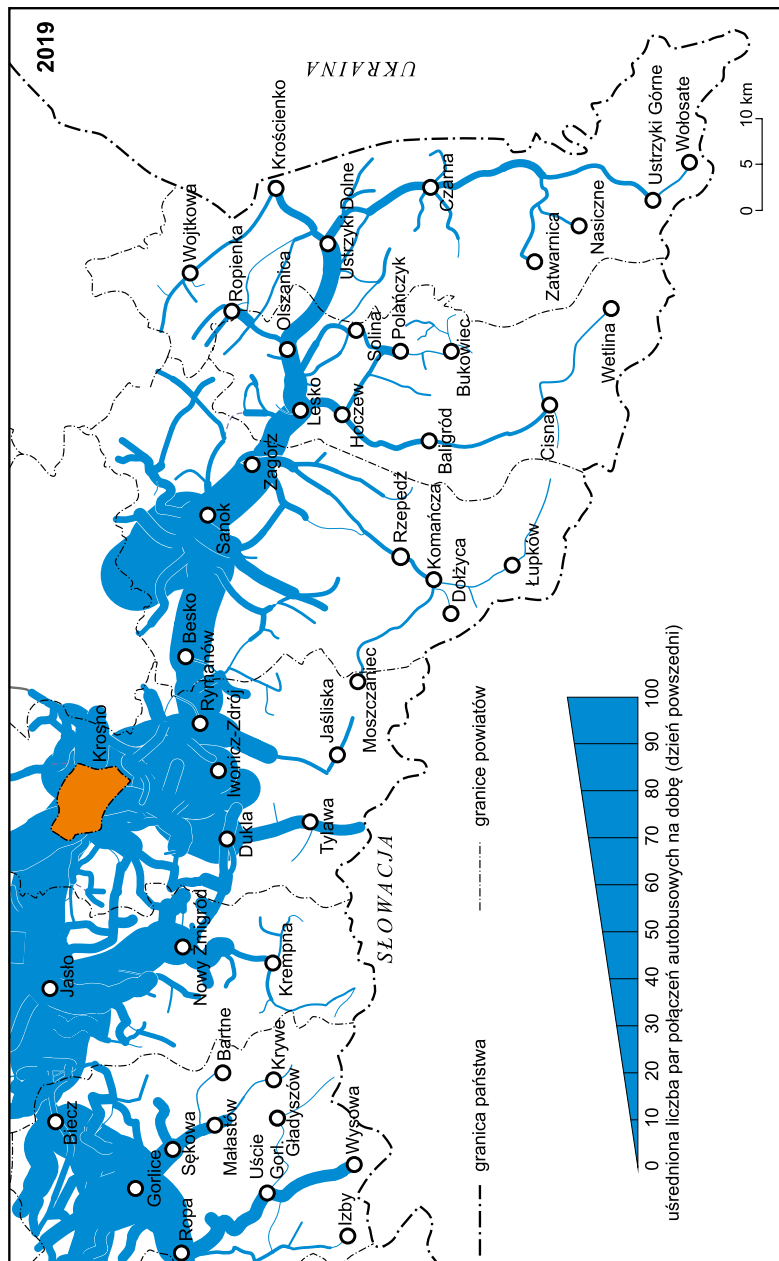 2019
UKRAINA
Krościenko
Wojtkowa
Ropienka
Ustrzyki Dolne
Olszanica
Czarna
Ustrzyki Górne
Wołosate
Nasiczne
Zatwarnica
Solina
Polańczyk
Bukowiec
Wetlina
Lesko
Hoczew
Baligród
Cisna
Zagórz
Sanok
Rzepedź
Komańcza
Dołżyca
Łupków
Besko
Rymanów
Iwonicz-Zdrój
Jaśliska
Moszczaniec
Krosno
Dukla
Tylawa
SŁOWACJA
Jasło
Nowy Żmigród
Krempna
Biecz
Gorlice
Sękowa
Małastów
Bartne
Krywe
Gładyszów
Uście
Gorl.
Wysowa
Ropa
Izby
0 5 10 km
granica państwa
granice powiatów
0 10 20 30 40 50 60 70 80 90 100
uśredniona liczba par połączeń autobusowych na dobę (dzień powszedni)